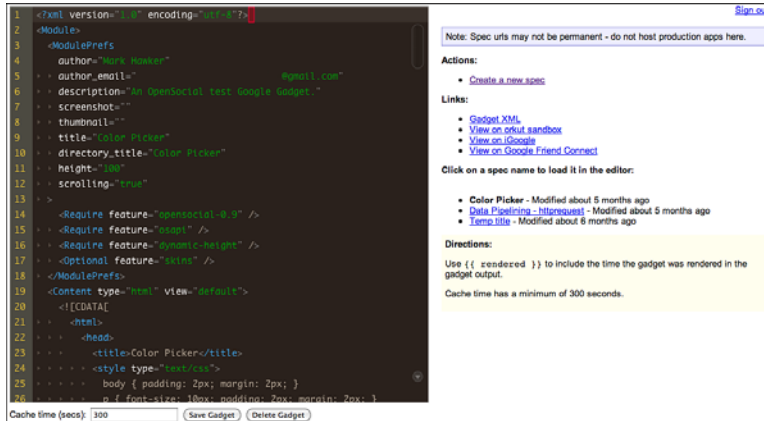 1 <?xml version="1.0" encoding="utf-8"?>
2 <Module>
3 <ModulePrefs
4 author="Mark Hawker"
5 author_email=" @gmail.com"
6 description="An OpenSocial test Google Gadget."
7 screenshot=""
8 thumbnail=""
9 title="Color Picker"
10 directory_title="Color Picker"
11 height="100"
12 scrolling="true"
13 >
14 <Require feature="opensocial-0.9" />
15 <Require feature="osapi" />
16 <Require feature="dynamic-height" />
17 <Optional feature="skins" />
18 </ModulePrefs>
19 <Content type="html" view="default">
20 <![CDATA[
21 <html>
22 <head>
23 <title>Color Picker</title>
24 <style type="text/css">
25 body { padding: 2px; margin: 2px; }
26 p { font-size: 10px; padding: 2px; margin: 2px; }
Cache time (secs): 300 Save Gadget Delete Gadget
Sign ou
Note: Spec urls may not be permanent - do not host production apps here.
Actions:
Create a new spec
Links:
Gadget XML
View on orkut sandbox
View on iGoogle
View on Google Friend Connect
Click on a spec name to load it in the editor:
Color Picker - Modified about 5 months ago
Data Pipelining - httprequest - Modified about 5 months ago
Temp title - Modified about 6 months ago
Directions:
Use {{ rendered }} to include the time the gadget was rendered in the
gadget output.
Cache time has a minimum of 300 seconds.